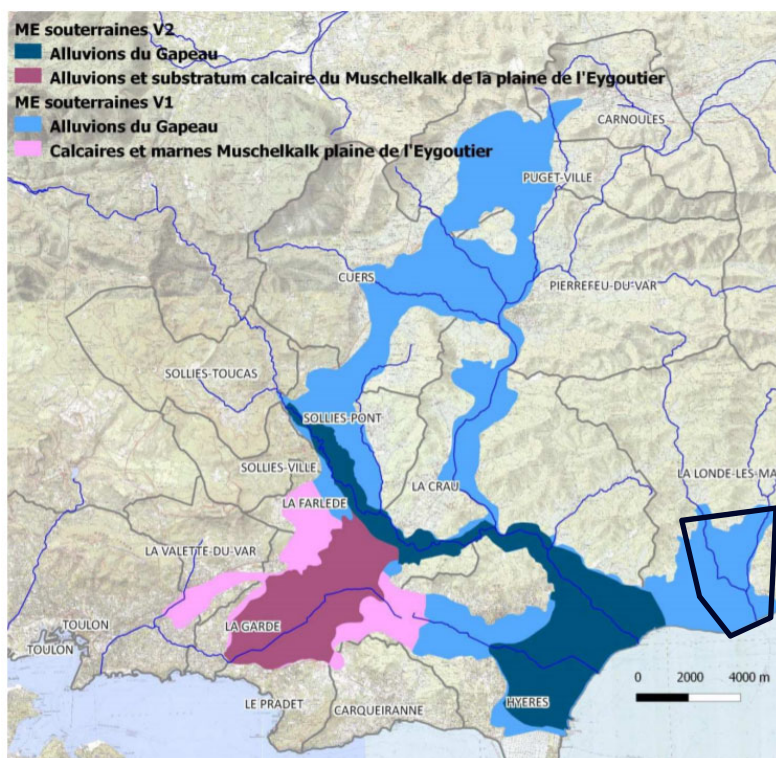 ME souterraines V2
Alluvions du Gapeau
Alluvions et substratum calcaire du Muschelkalk de la plaine de l'Eygoutier
ME souterraines V1
Alluvions du Gapeau
Calcaires et marnes Muschelkalk plaine de l'Eygoutier
CARNOULES
PUGET-VILLE
CUERS
PIERREFEU-DU-VAR
SOLLIES-TOUCAS
SOLLIES-PONT
SOLLIES-VILLE
LA CRAU
LA LONDE-LES-MA
LA FARLEDE
LA VALETTE-DU-VAR
TOULON
LA GARDE
TOULON
0 2000 4000 m
LE PRADET
CARQUEIRANNE
HYERES